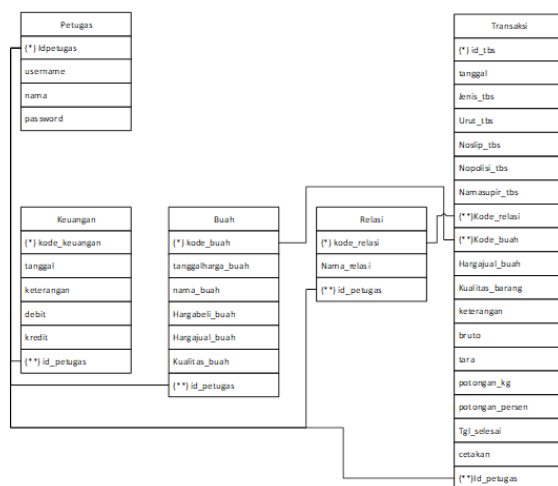 Petugas
(*) Idpetugas
username
nama
password
Keuangan
(*) kode_keuangan
tanggal
keterangan
debit
kredit
(**) id_petugas
Buah
(*) kode_buah
tanggalharga_buah
nama_buah
Hargabeli_buah
Hargajual_buah
Kualitas_buah
(**) id_petugas
Relasi
(*) kode_relasi
Nama_relasi
(**) id_petugas
Transaksi
(*) id_tbs
tanggal
Jenis_tbs
Urut_tbs
Noslip_tbs
Nopolisi_tbs
Namasupir_tbs
(**)Kode_relasi
(**)Kode_buah
Hargajual_buah
Kualitas_barang
keterangan
bruto
tara
potongan_kg
potongan_persen
Tgl_selesai
cetakan
(**)Id_petugas